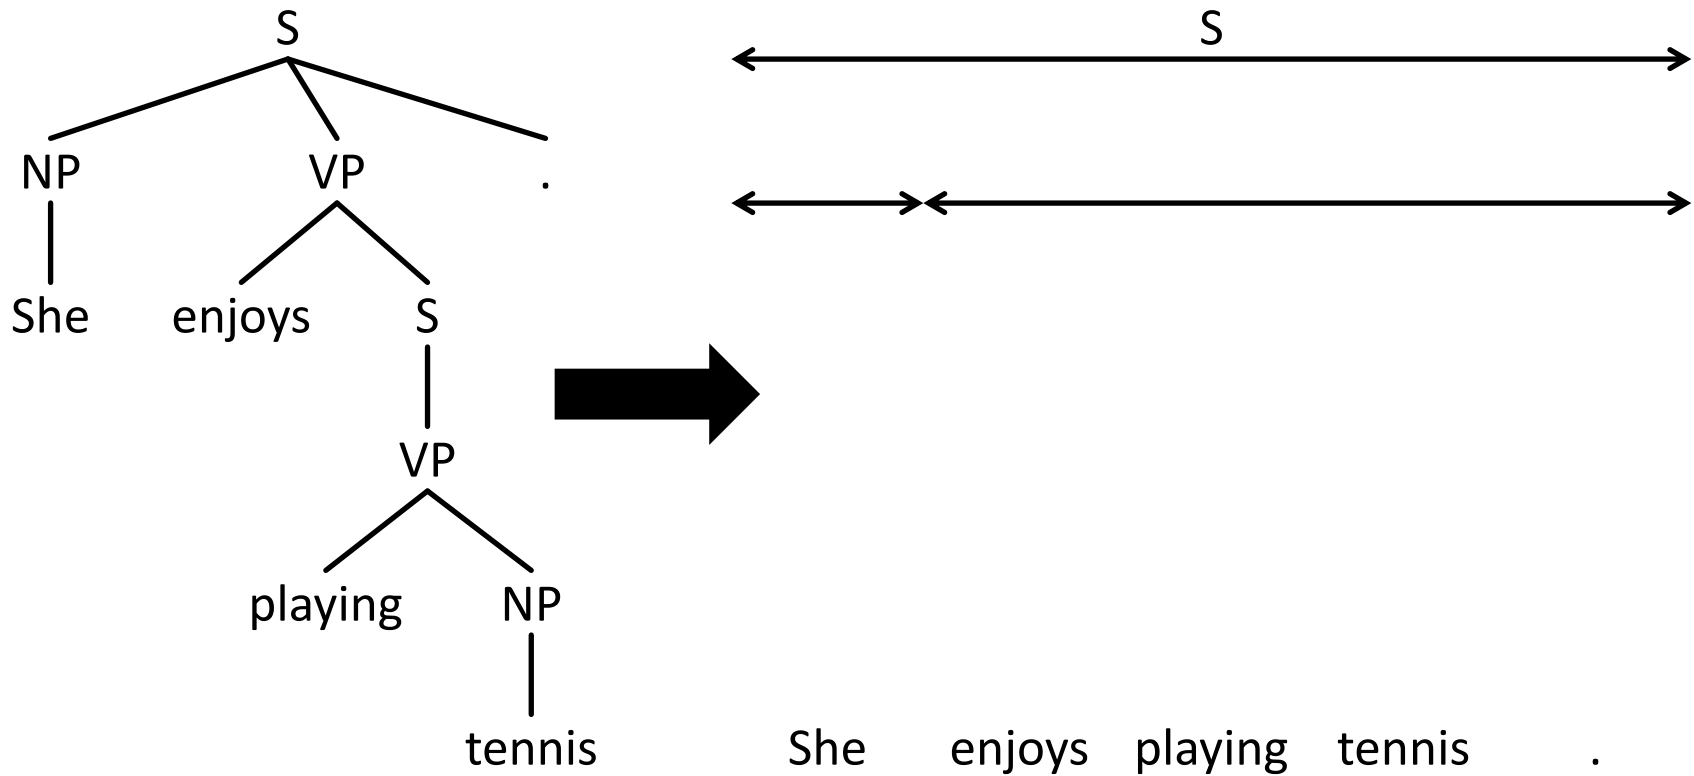 S S
NP VP .
She enjoys S
VP
playing NP
tennis She enjoys playing tennis .